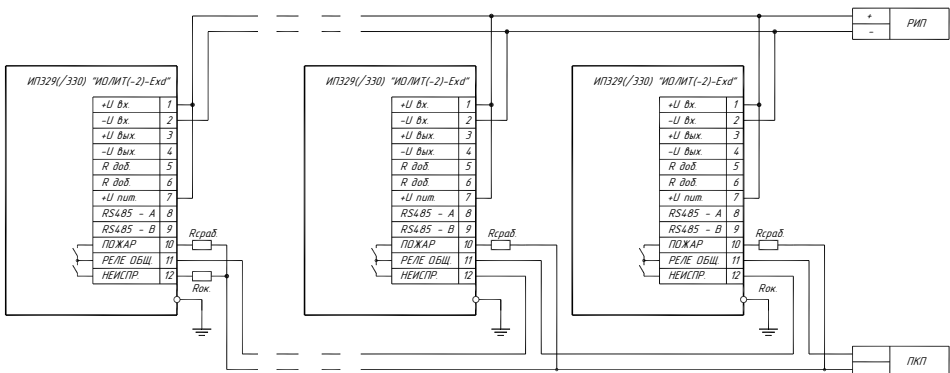 + РИП
-
ИП329(/330) "ИОЛИТ(-2)-Exd"
+U вх. 1
-U вх. 2
+U вых. 3
-U вых. 4
R доб. 5
R доб. 6
+U пит. 7
RS485 - A 8
RS485 - B 9
ПОЖАР 10
РЕЛЕ ОБЩ. 11
НЕИСПР. 12
Rсраб.
Rок.
ИП329(/330) "ИОЛИТ(-2)-Exd"
+U вх. 1
-U вх. 2
+U вых. 3
-U вых. 4
R доб. 5
R доб. 6
+U пит. 7
RS485 - A 8
RS485 - B 9
ПОЖАР 10
РЕЛЕ ОБЩ. 11
НЕИСПР. 12
Rсраб.
ИП329(/330) "ИОЛИТ(-2)-Exd"
+U вх. 1
-U вх. 2
+U вых. 3
-U вых. 4
R доб. 5
R доб. 6
+U пит. 7
RS485 - A 8
RS485 - B 9
ПОЖАР 10
РЕЛЕ ОБЩ. 11
НЕИСПР. 12
Rсраб.
Rок.
ПКП